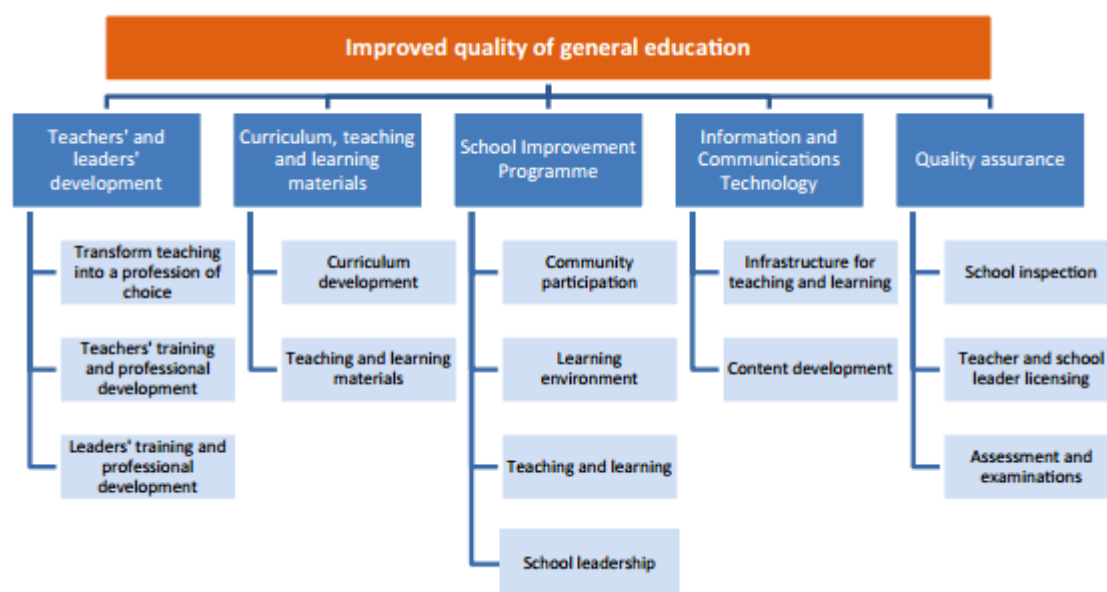 Improved quality of general education
Teachers' and
leaders'
development
Curriculum, teaching
and learning
materials
School Improvement
Programme
Information and
Communications
Technology
Quality assurance
Transform teaching
into a profession of
choice
Teachers' training
and professional
development
Leaders' training and
professional
development
Curriculum
development
Teaching and learning
materials
Community
participation
Learning
environment
Teaching and learning
School leadership
Infrastructure for
teaching and learning
Content development
School inspection
Teacher and school
leader licensing
Assessment and
examinations